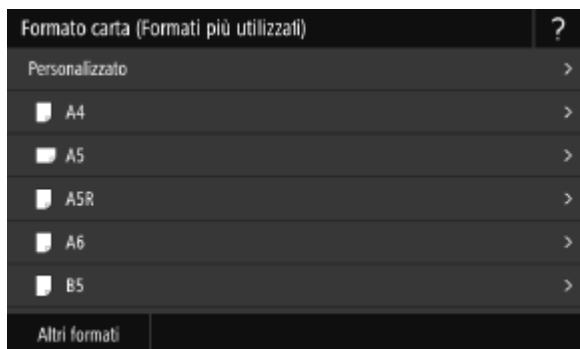 Formato carta (Formati più utilizzati) ?
Personalizzato >
A4 >
A5 >
A5R >
A6 >
B5 >
Altri formati